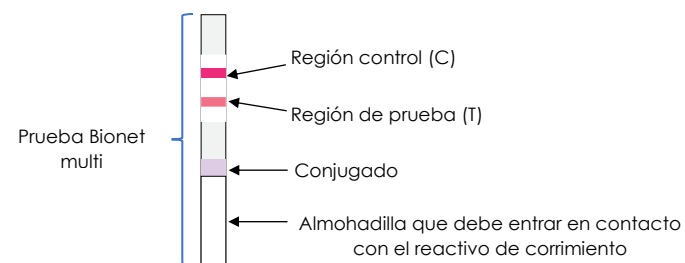 Región control (C)
Región de prueba (T)
Prueba Bionet
multi
Conjugado
Almohadilla que debe entrar en contacto
con el reactivo de corrimiento